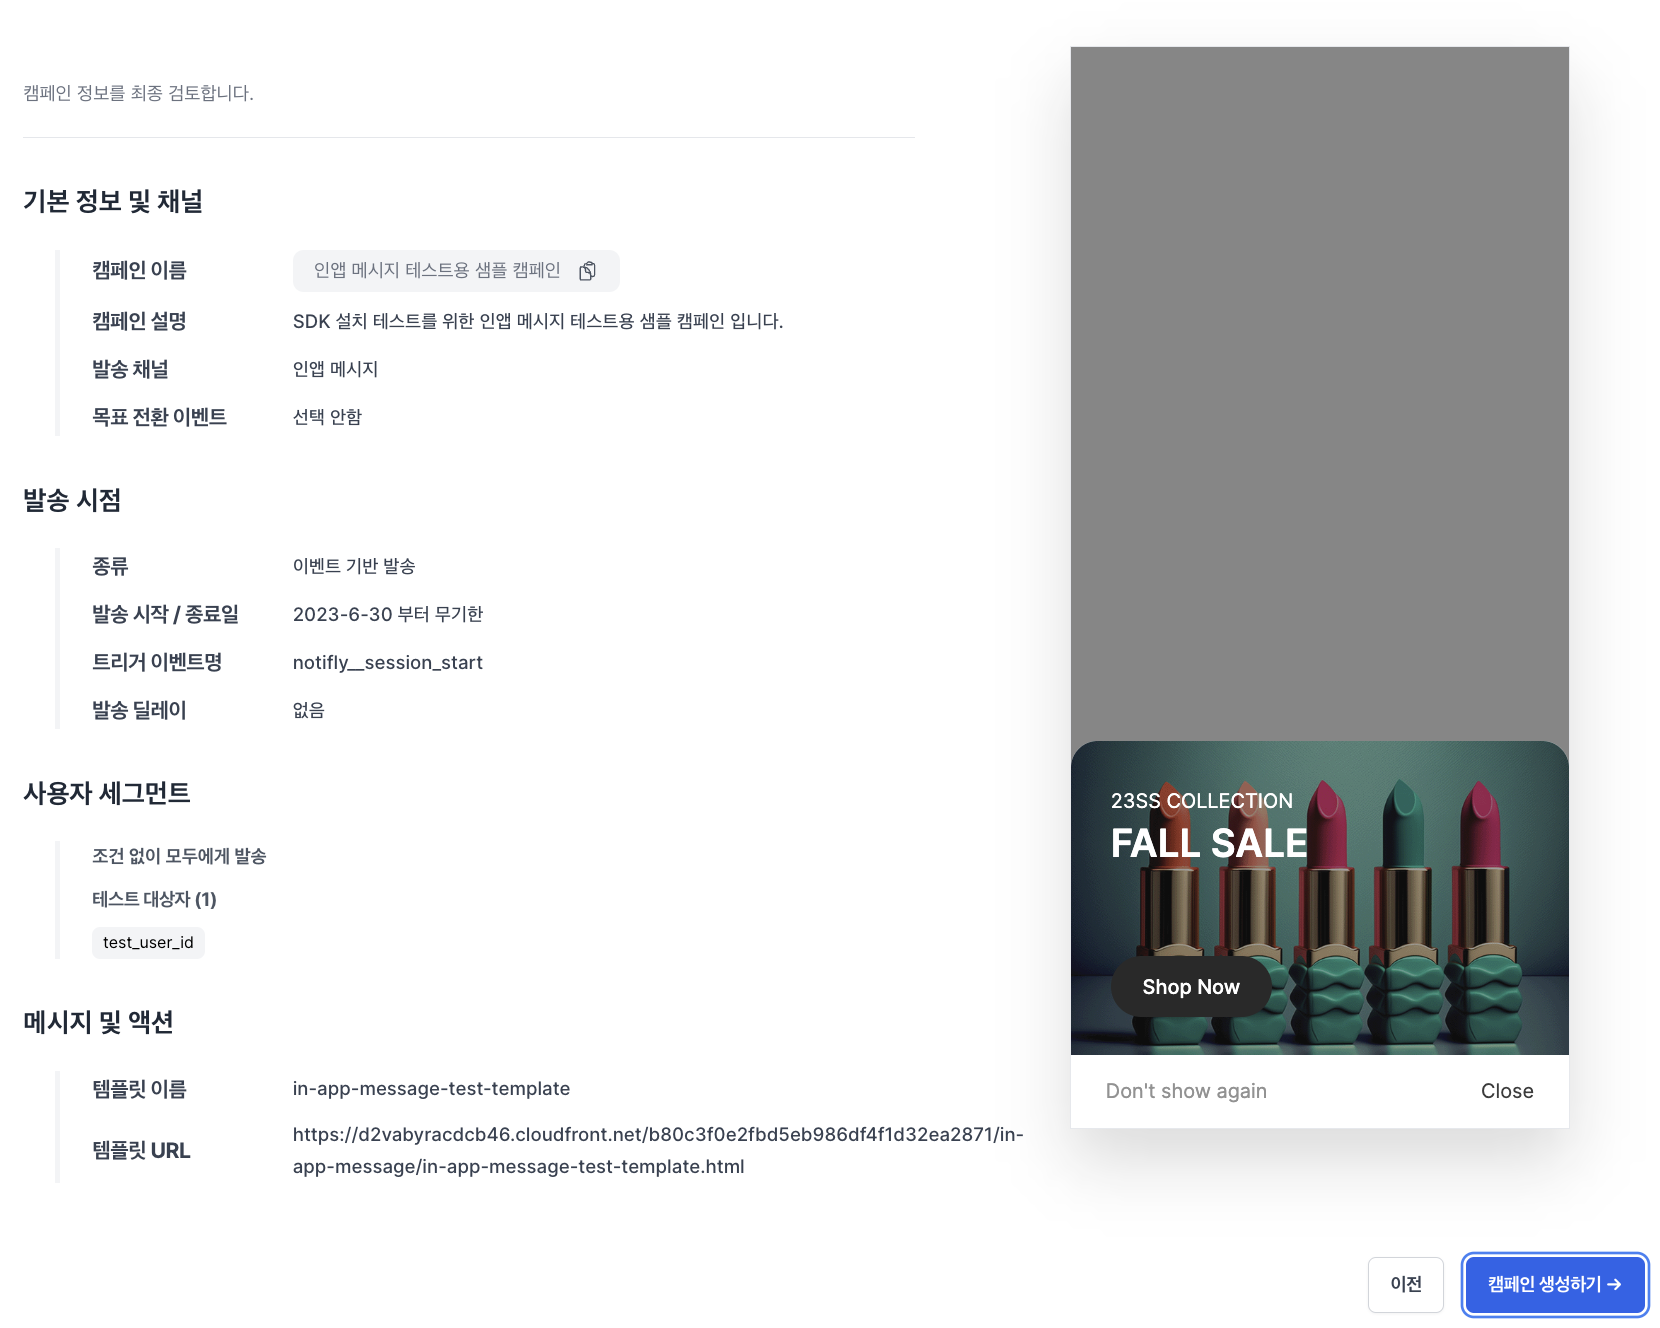 캠페인 정보를 최종 검토합니다.
기본 정보 및 채널
캠페인 이름
인앱 메시지 테스트용 샘플 캠페인
캠페인 설명
SDK 설치 테스트를 위한 인앱 메시지 테스트용 샘플 캠페인 입니다.
발송 채널
인앱 메시지
목표 전환 이벤트
선택 안함
발송 시점
종류
이벤트 기반 발송
발송 시작 / 종료일
2023-6-30 부터 무기한
트리거 이벤트명
notifly__session_start
발송 딜레이
없음
사용자 세그먼트
조건 없이 모두에게 발송
테스트 대상자 (1)
test_user_id
메시지 및 액션
템플릿 이름
in-app-message-test-template
템플릿 URL
https://d2vabyracdcb46.cloudfront.net/b80c3f0e2fbd5eb986df4f1d32ea2871/in-
app-message/in-app-message-test-template.html
23SS COLLECTION
FALL SALE
Shop Now
Don't show again
Close
이전
캠페인 생성하기 →